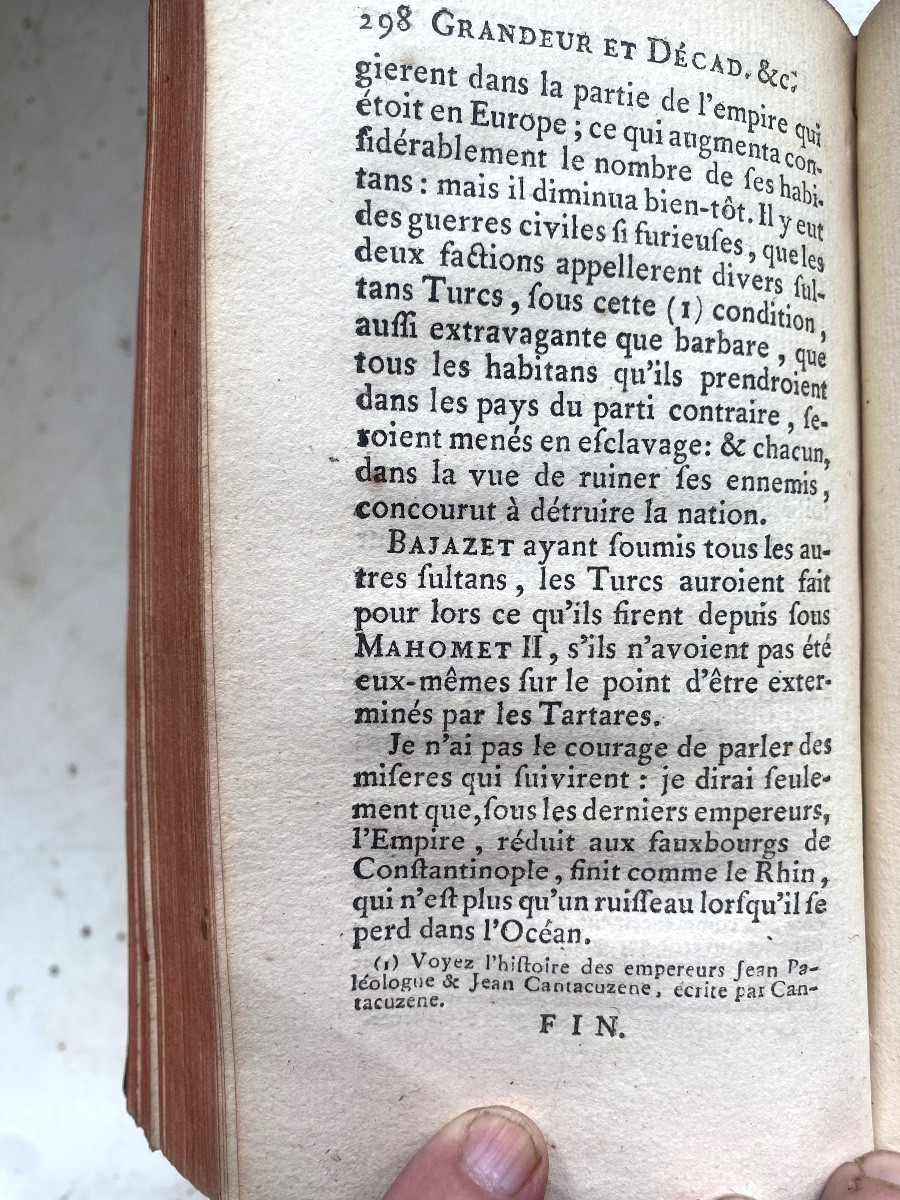 298 GRANDEUR ET DÉCAD. &c.
gierent dans la partie de l'empire qui
étoit en Europe ; ce qui augmenta con-
ſidérablement le nombre de ſes habi-
tans : mais il diminua bien-tôt. Il y eut
des guerres civiles ſi furieuſes , que les
deux factions appellerent divers ſul-
tans Turcs , ſous cette (1) condition ,
auſſi extravagante que barbare , que
tous les habitans qu'ils prendroient
dans les pays du parti contraire , ſe-
roient menés en eſclavage: & chacun,
dans la vue de ruiner ſes ennemis ,
concourut à détruire la nation.
BAJAZET ayant ſoumis tous les au-
tres ſultans , les Turcs auroient fait
pour lors ce qu'ils firent depuis ſous
MAHOMET II , s'ils n'avoient pas été
eux-mêmes ſur le point d'être exter-
minés par les Tartares.
Je n'ai pas le courage de parler des
miſeres qui ſuivirent : je dirai ſeule-
ment que, ſous les derniers empereurs,
l'Empire , réduit aux fauxbourgs de
Conſtantinople , finit comme le Rhin ,
qui n'eſt plus qu'un ruiſſeau lorſqu'il ſe
perd dans l'Océan.
(1) Voyez l'hiſtoire des empereurs Jean Pa-
léologue & Jean Cantacuzene , écrite par Can-
tacuzene.
FIN.